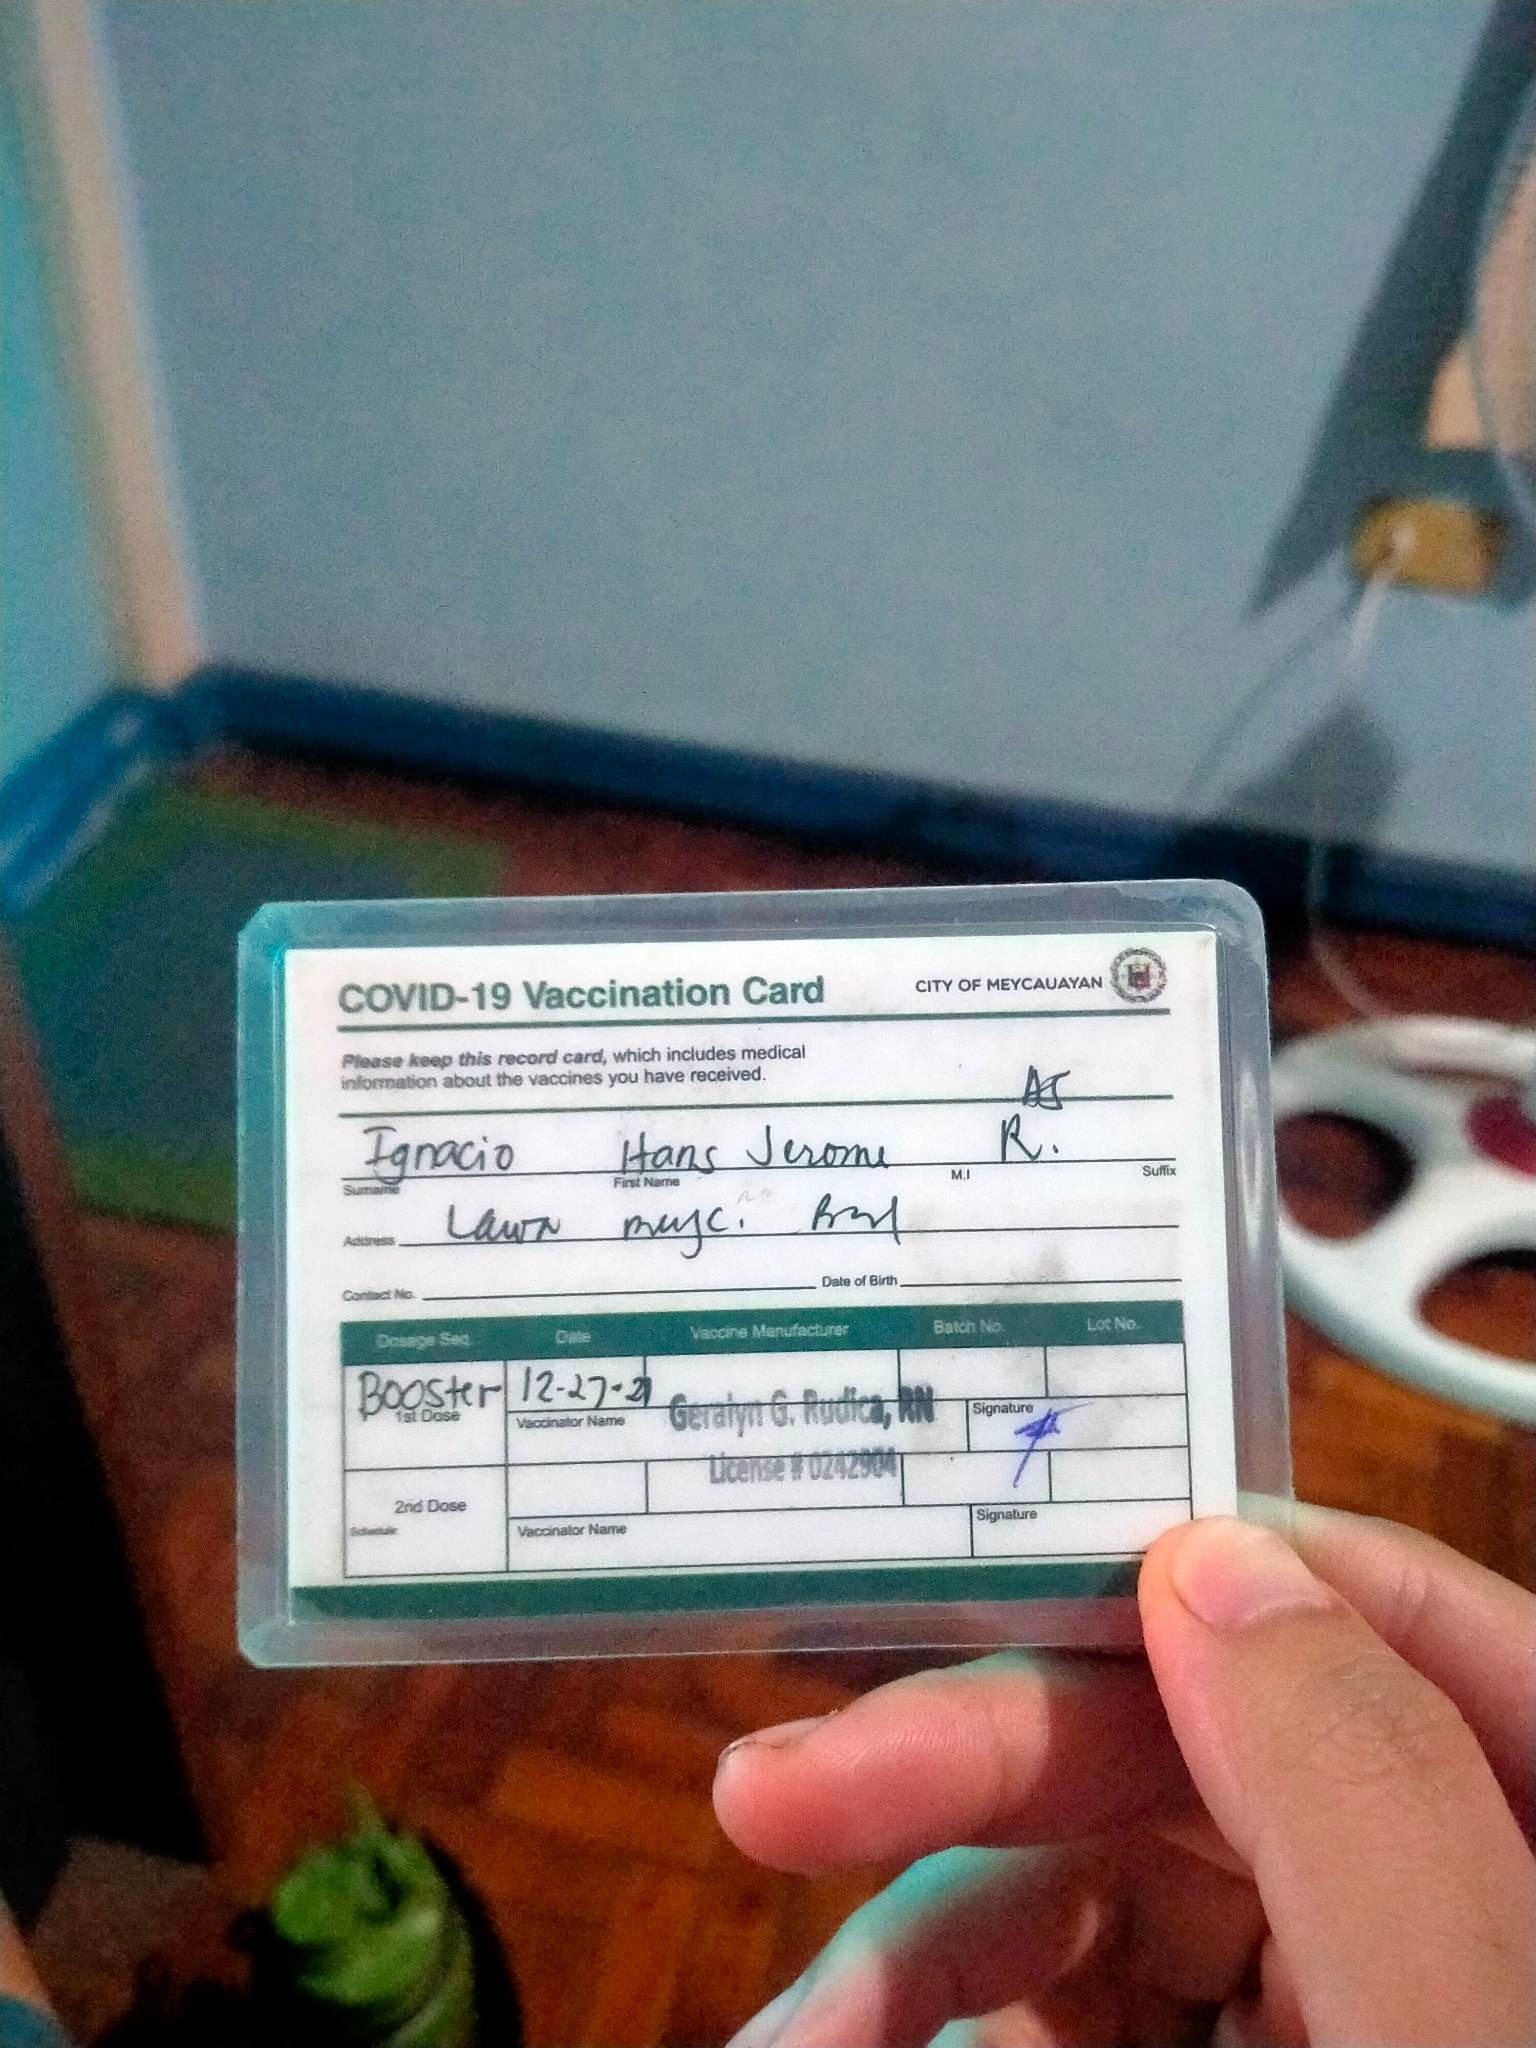 COVID-19 Vaccination Card CITY OF MEYCAUAYAN
Please keep this record card, which includes medical
information about the vaccines you have received.
Ignacio Hans Jerome R.
Surname First Name M.I Suffix
Address Lawa meyc. Bul
Contact No. Date of Birth
Dosage Seq. Date Vaccine Manufacturer Batch No. Lot No.
Booster 12-27-21
1st Dose Vaccinator Name Geralyn G. Rudica, RN Signature
License # 0242904
2nd Dose
Schedule: Vaccinator Name Signature